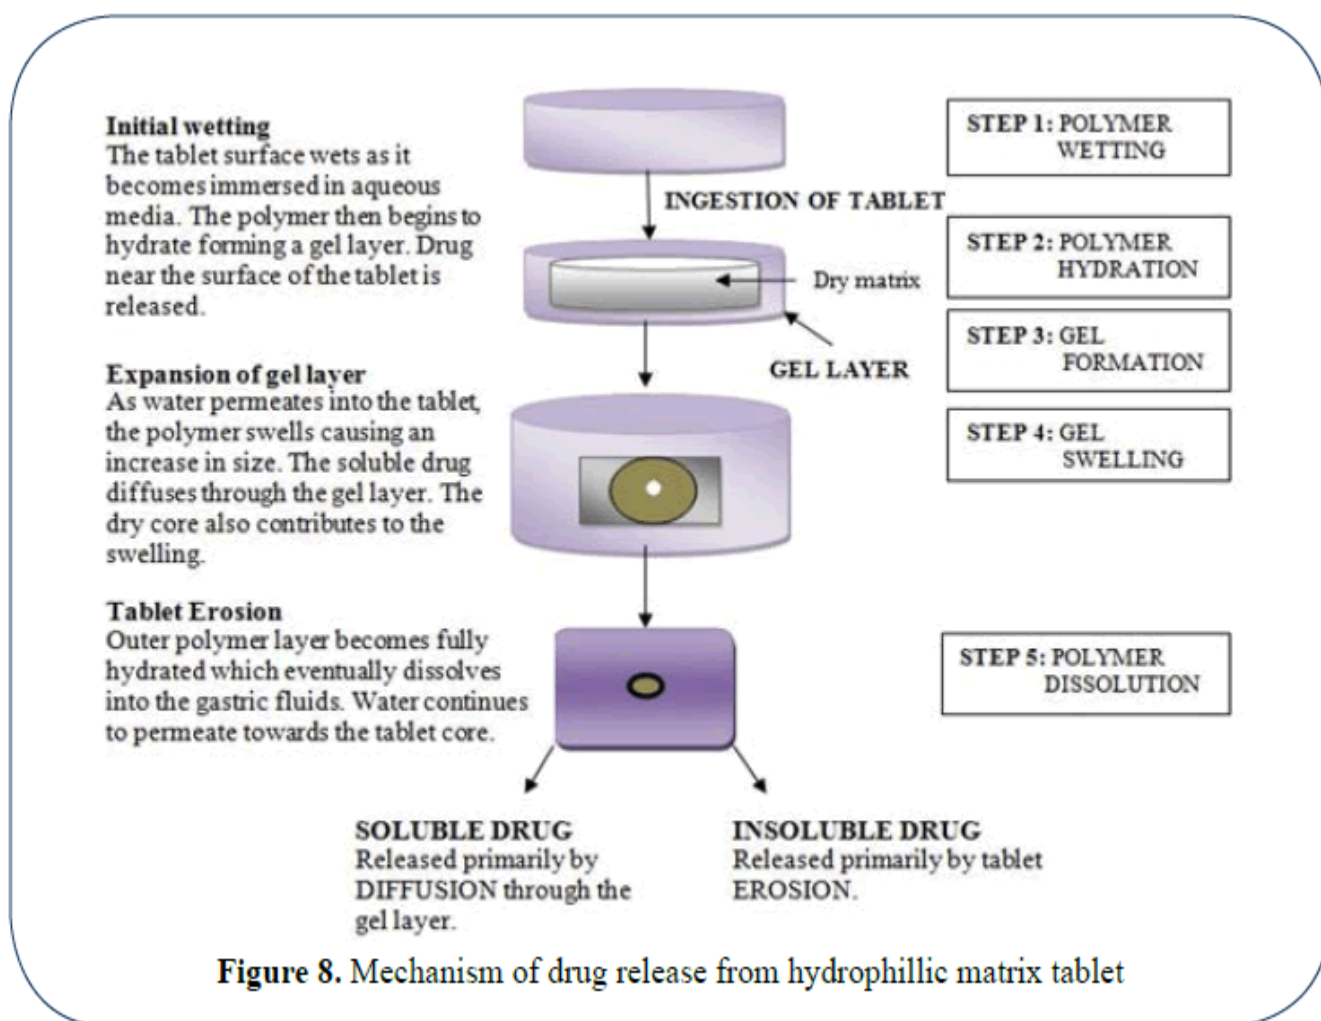 Initial wetting
The tablet surface wets as it
becomes immersed in aqueous
media. The polymer then begins to
hydrate forming a gel layer. Drug
near the surface of the tablet is
released.
Expansion of gel layer
As water permeates into the tablet,
the polymer swells causing an
increase in size. The soluble drug
diffuses through the gel layer. The
dry core also contributes to the
swelling.
Tablet Erosion
Outer polymer layer becomes fully
hydrated which eventually dissolves
into the gastric fluids. Water continues
to permeate towards the tablet core.
INGESTION OF TABLET
Dry matrix
GEL LAYER
STEP 1: POLYMER
WETTING
STEP 2: POLYMER
HYDRATION
STEP 3: GEL
FORMATION
STEP 4: GEL
SWELLING
STEP 5: POLYMER
DISSOLUTION
SOLUBLE DRUG
Released primarily by
DIFFUSION through the
gel layer.
INSOLUBLE DRUG
Released primarily by tablet
EROSION.
Figure 8. Mechanism of drug release from hydrophillic matrix tablet